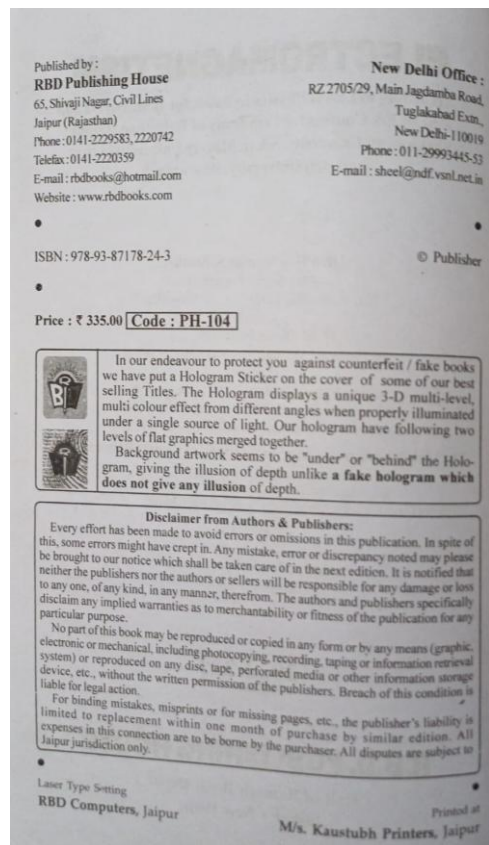 Published by :
RBD Publishing House
65, Shivaji Nagar, Civil Lines
Jaipur (Rajasthan)
Phone : 0141-2229583, 2220742
Telefax : 0141-2220359
E-mail : rbdbooks@hotmail.com
Website : www.rbdbooks.com
New Delhi Office :
RZ 2705/29, Main Jagdamba Road,
Tuglakabad Extn.,
New Delhi-110019
Phone : 011-29993445-53
E-mail : sheel@ndf.vsnl.net.in
ISBN : 978-93-87178-24-3
© Publisher
Price : ₹ 335.00 Code : PH-104
In our endeavour to protect you against counterfeit / fake books
we have put a Hologram Sticker on the cover of some of our best
selling Titles. The Hologram displays a unique 3-D multi-level,
multi colour effect from different angles when properly illuminated
under a single source of light. Our hologram have following two
levels of flat graphics merged together.
Background artwork seems to be "under" or "behind" the Holo-
gram, giving the illusion of depth unlike a fake hologram which
does not give any illusion of depth.
Disclaimer from Authors & Publishers:
Every effort has been made to avoid errors or omissions in this publication. In spite of
this, some errors might have crept in. Any mistake, error or discrepancy noted may please
be brought to our notice which shall be taken care of in the next edition. It is notified that
neither the publishers nor the authors or sellers will be responsible for any damage or loss
to any one, of any kind, in any manner, therefrom. The authors and publishers specifically
disclaim any implied warranties as to merchantability or fitness of the publication for any
particular purpose.
No part of this book may be reproduced or copied in any form or by any means (graphic,
electronic or mechanical, including photocopying, recording, taping or information retrieval
system) or reproduced on any disc, tape, perforated media or other information storage
device, etc., without the written permission of the publishers. Breach of this condition is
liable for legal action.
For binding mistakes, misprints or for missing pages, etc., the publisher's liability is
limited to replacement within one month of purchase by similar edition. All
expenses in this connection are to be borne by the purchaser. All disputes are subject to
Jaipur jurisdiction only.
Laser Type Setting
RBD Computers, Jaipur
Printed at
M/s. Kaustubh Printers, Jaipur